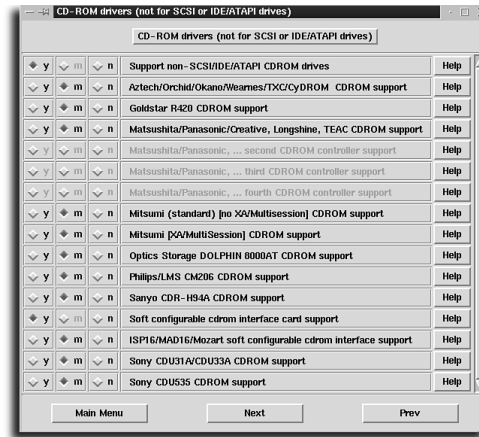 CD-ROM drivers (not for SCSI or IDE/ATAPI drives)
CD-ROM drivers (not for SCSI or IDE/ATAPI drives)
y m n Support non-SCSI/IDE/ATAPI CDROM drives Help
y m n Aztech/Orchid/Okano/Wearnes/TXC/CyDROM CDROM support Help
y m n Goldstar R420 CDROM support Help
y m n Matsushita/Panasonic/Creative, Longshine, TEAC CDROM support Help
y m n Matsushita/Panasonic, ... second CDROM controller support Help
y m n Matsushita/Panasonic, ... third CDROM controller support Help
y m n Matsushita/Panasonic, ... fourth CDROM controller support Help
y m n Mitsumi (standard) [no XA/Multisession] CDROM support Help
y m n Mitsumi [XA/MultiSession] CDROM support Help
y m n Optics Storage DOLPHIN 8000AT CDROM support Help
y m n Philips/LMS CM206 CDROM support Help
y m n Sanyo CDR-H94A CDROM support Help
y m n Soft configurable cdrom interface card support Help
y m n ISP16/MAD16/Mozart soft configurable cdrom interface support Help
y m n Sony CDU31A/CDU33A CDROM support Help
y m n Sony CDU535 CDROM support Help
Main Menu Next Prev